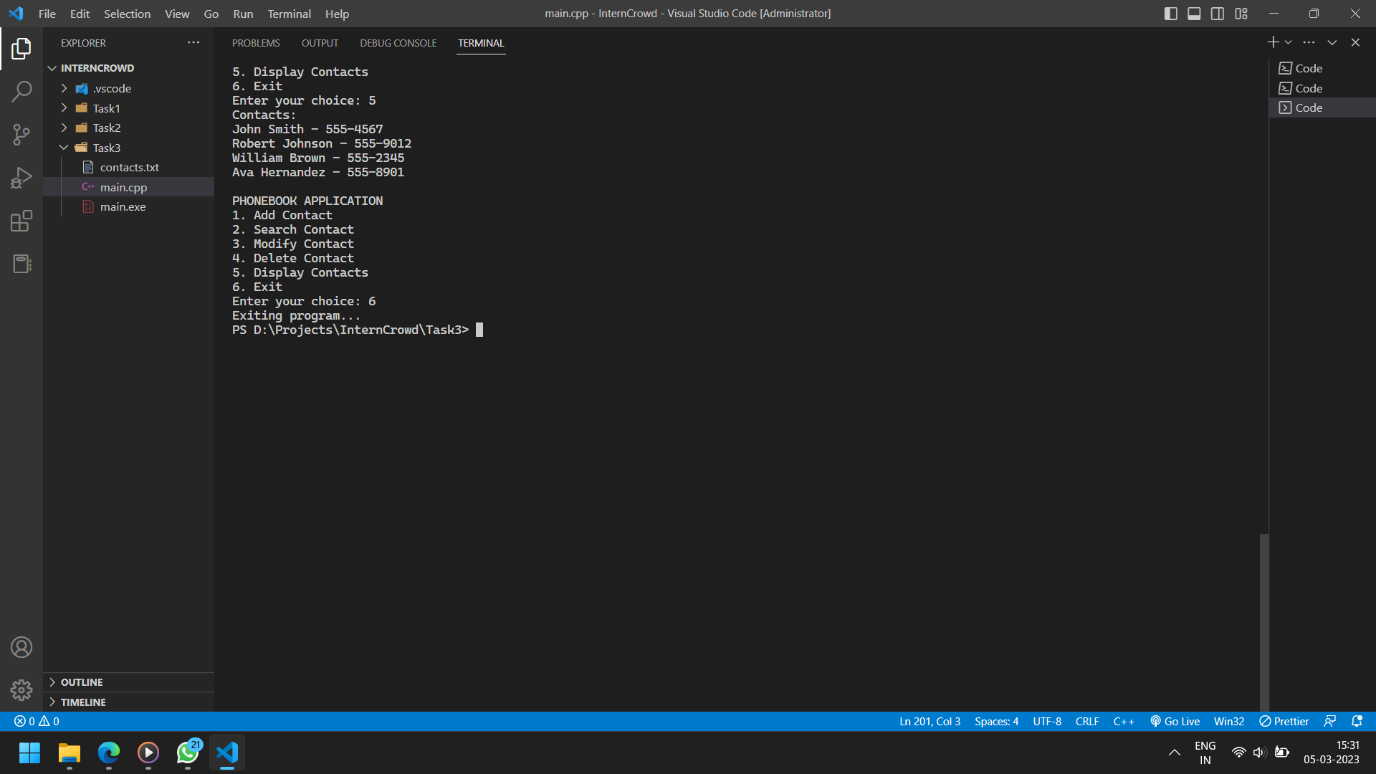 File Edit Selection View Go Run Terminal Help
main.cpp - InternCrowd - Visual Studio Code [Administrator]
EXPLORER
INTERNCROWD
.vscode
Task1
Task2
Task3
contacts.txt
C++ main.cpp
main.exe
OUTLINE
TIMELINE
PROBLEMS OUTPUT DEBUG CONSOLE TERMINAL
5. Display Contacts
6. Exit
Enter your choice: 5
Contacts:
John Smith - 555-4567
Robert Johnson - 555-9012
William Brown - 555-2345
Ava Hernandez - 555-8901
PHONEBOOK APPLICATION
1. Add Contact
2. Search Contact
3. Modify Contact
4. Delete Contact
5. Display Contacts
6. Exit
Enter your choice: 6
Exiting program...
PS D:\Projects\InternCrowd\Task3>
Code
Code
Code
0 0
Ln 201, Col 3 Spaces: 4 UTF-8 CRLF C++ Go Live Win32 Prettier
21
ENG
IN
15:31
05-03-2023